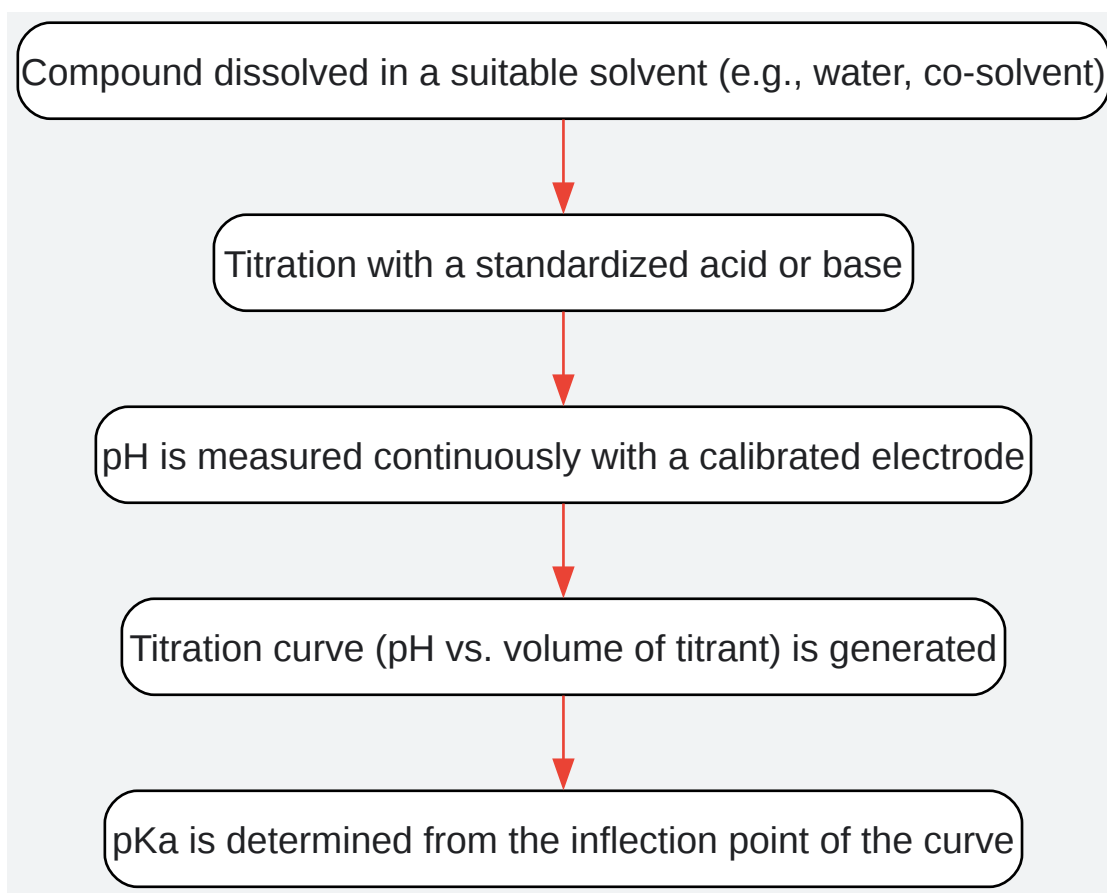 Compound dissolved in a suitable solvent (e.g., water, co-solvent)
Titration with a standardized acid or base
pH is measured continuously with a calibrated electrode
Titration curve (pH vs. volume of titrant) is generated
pKa is determined from the inflection point of the curve